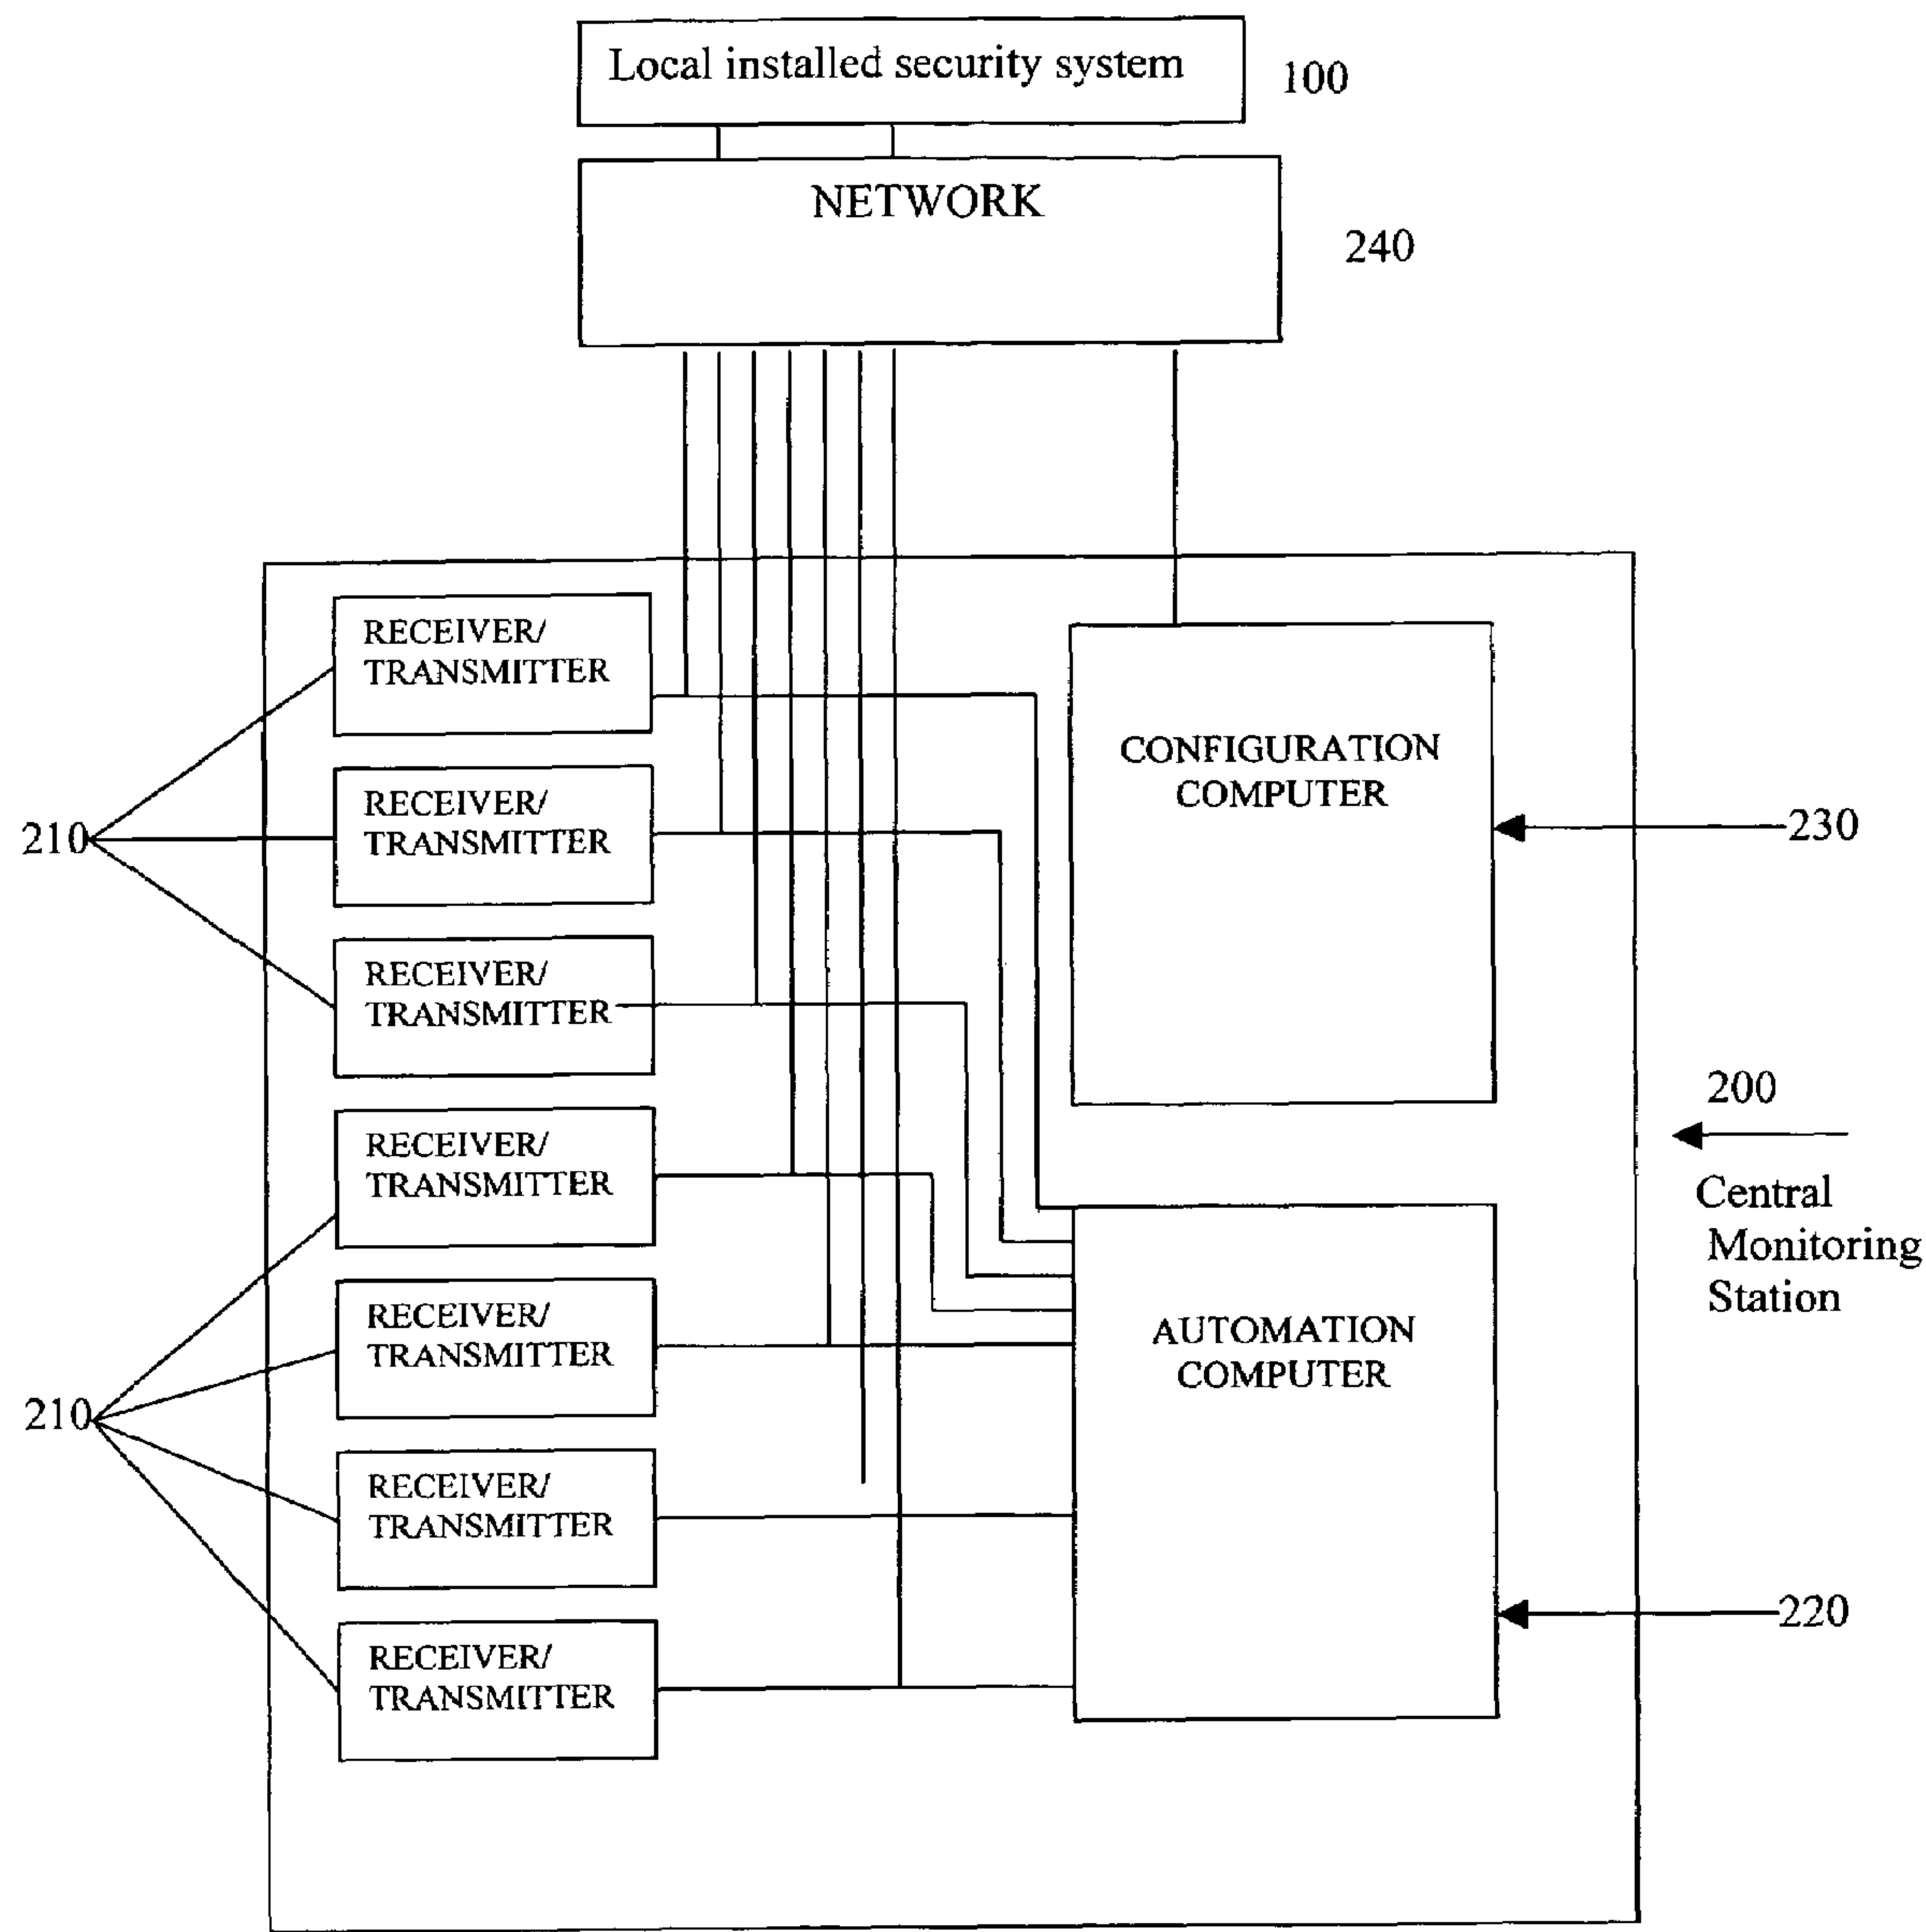 Local installed security system
100
NETWORK
240
RECEIVER/
TRANSMITTER
RECEIVER/
TRANSMITTER
RECEIVER/
TRANSMITTER
RECEIVER/
TRANSMITTER
RECEIVER/
TRANSMITTER
RECEIVER/
TRANSMITTER
RECEIVER/
TRANSMITTER
210
210
CONFIGURATION
COMPUTER
230
200
Central
Monitoring
Station
AUTOMATION
COMPUTER
220